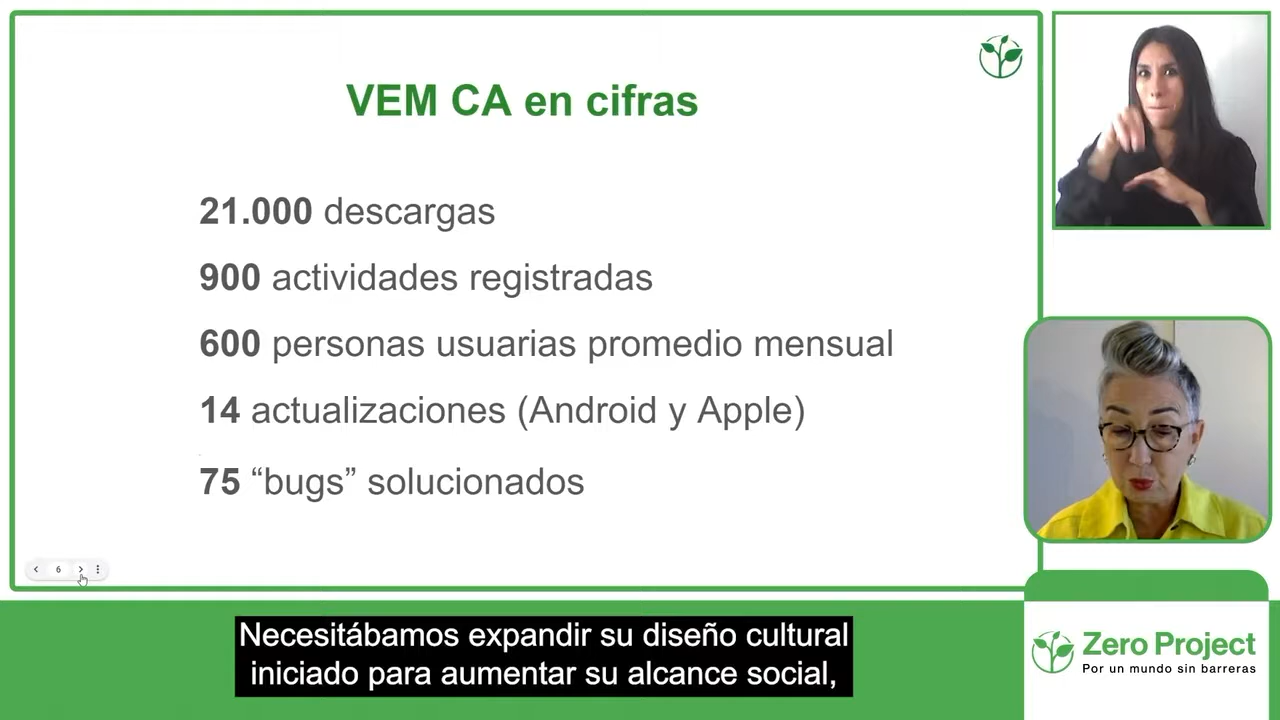 VEM CA en cifras
21.000 descargas
900 actividades registradas
600 personas usuarias promedio mensual
14 actualizaciones (Android y Apple)
75 “bugs” solucionados
6
Necesitábamos expandir su diseño cultural
iniciado para aumentar su alcance social,
Zero Project
Por un mundo sin barreras